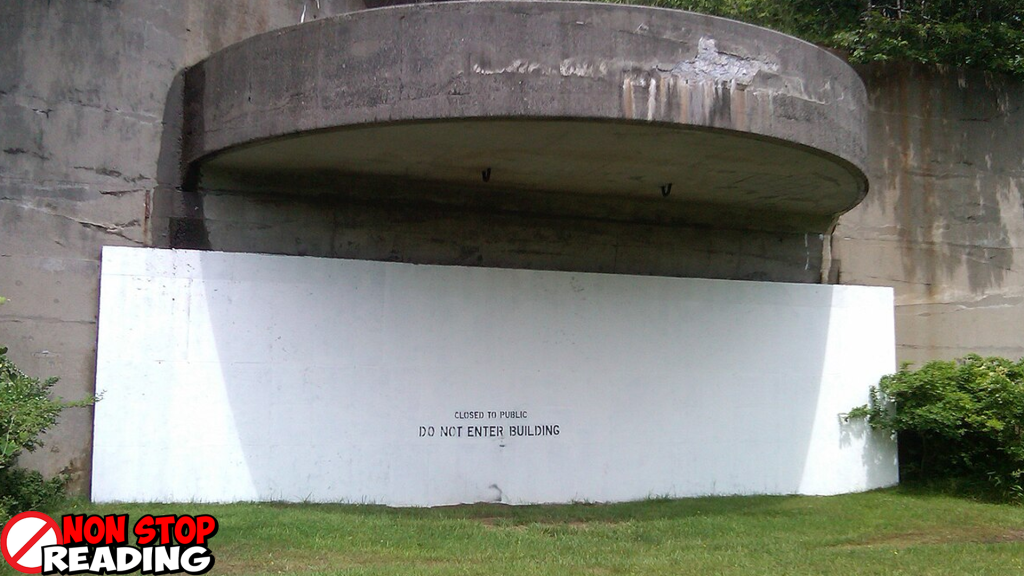 CLOSED TO PUBLIC
DO NOT ENTER BUILDING
NON STOP
READING